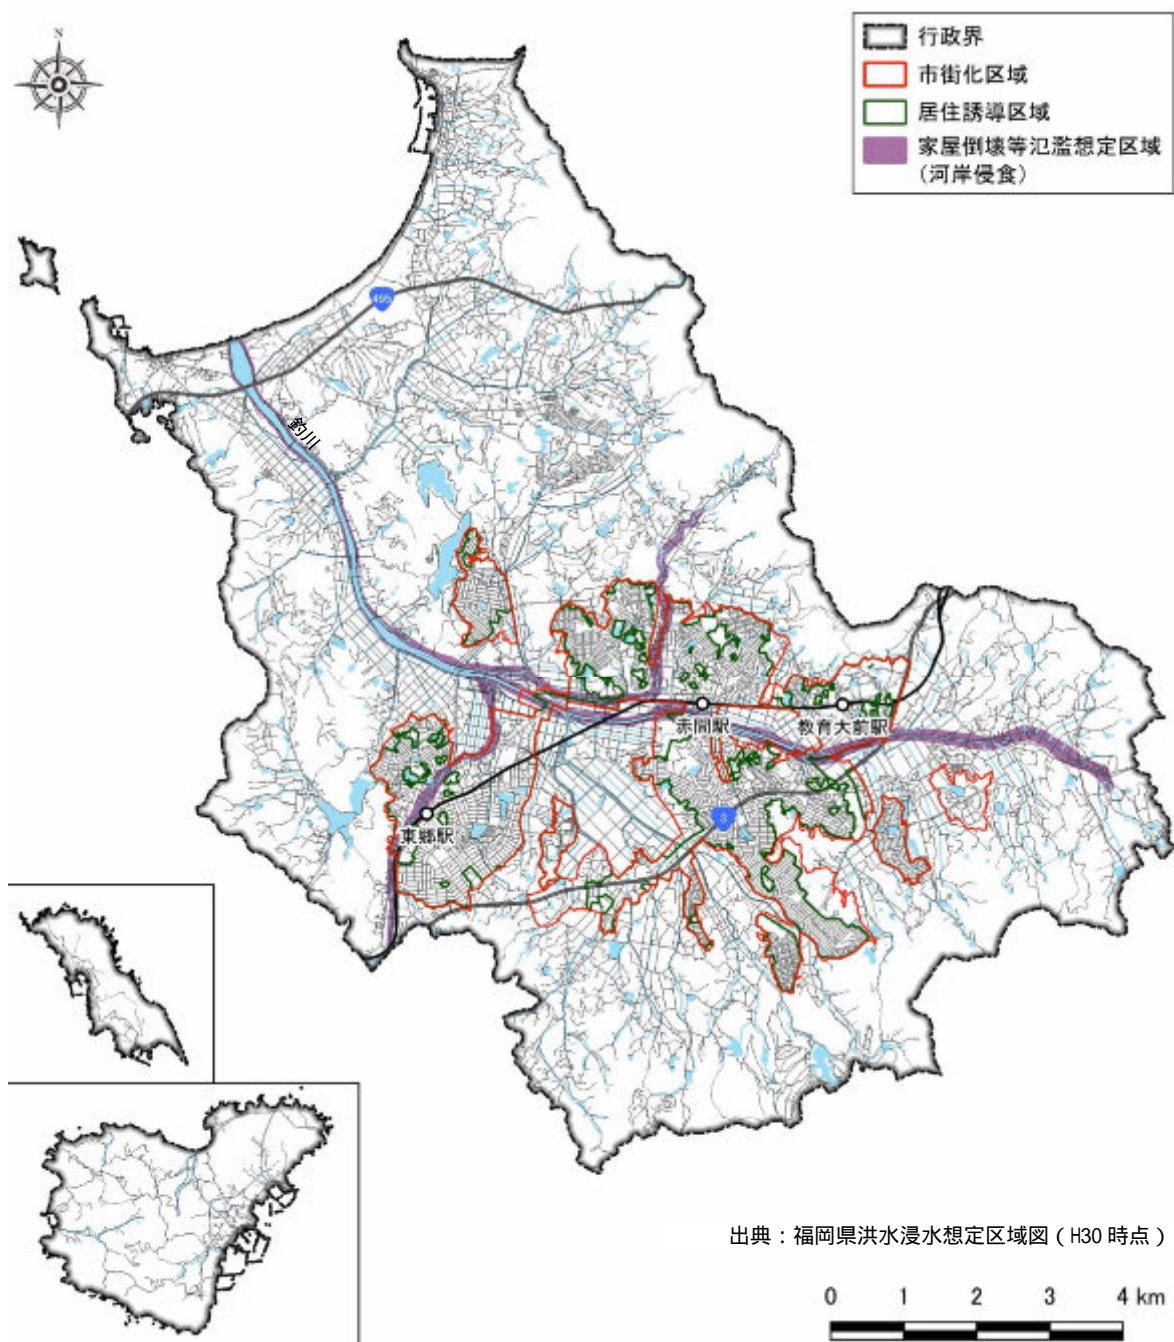 N
行政界
市街化区域
居住誘導区域
家屋倒壊等氾濫想定区域
(河岸侵食)
495
釣川
赤間駅
教育大前駅
3
東郷駅
出典：福岡県洪水浸水想定区域図（H30 時点）
0 1 2 3 4 km